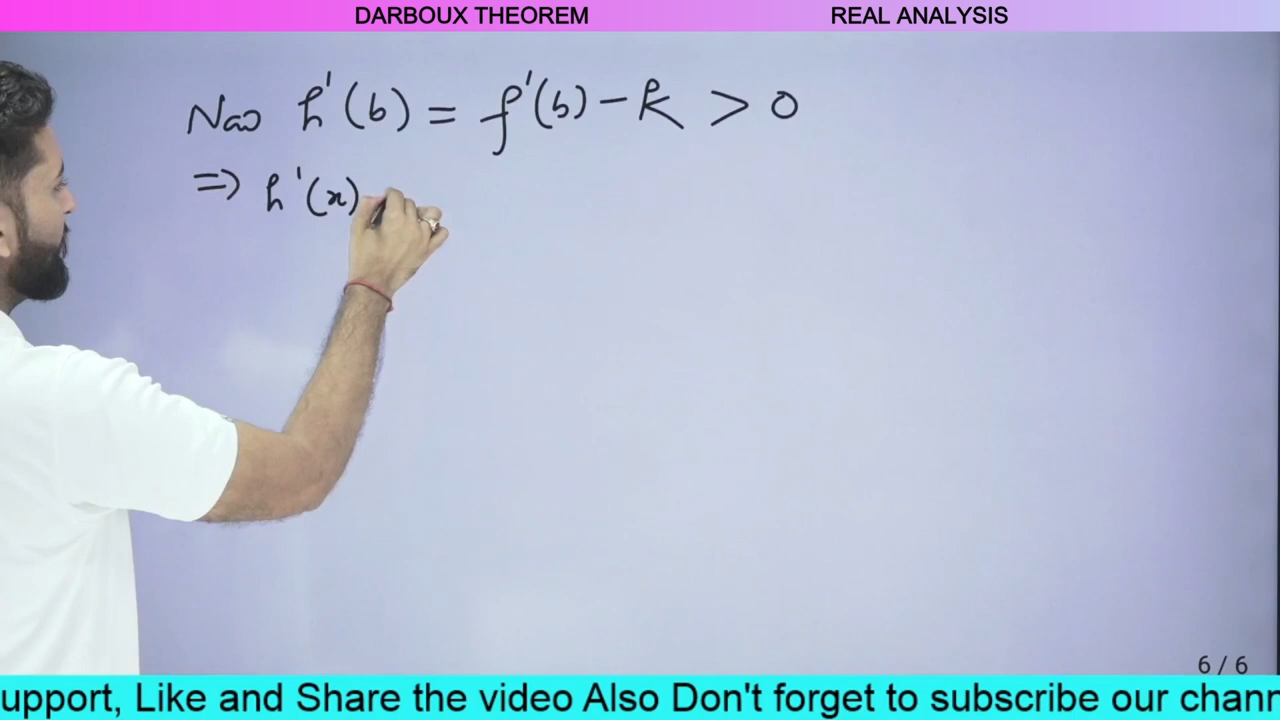 DARBOUX THEOREM REAL ANALYSIS
Now h'(b) = f'(b) - k > 0
⇒ h'(x)
6 / 6
upport, Like and Share the video Also Don't forget to subscribe our chann